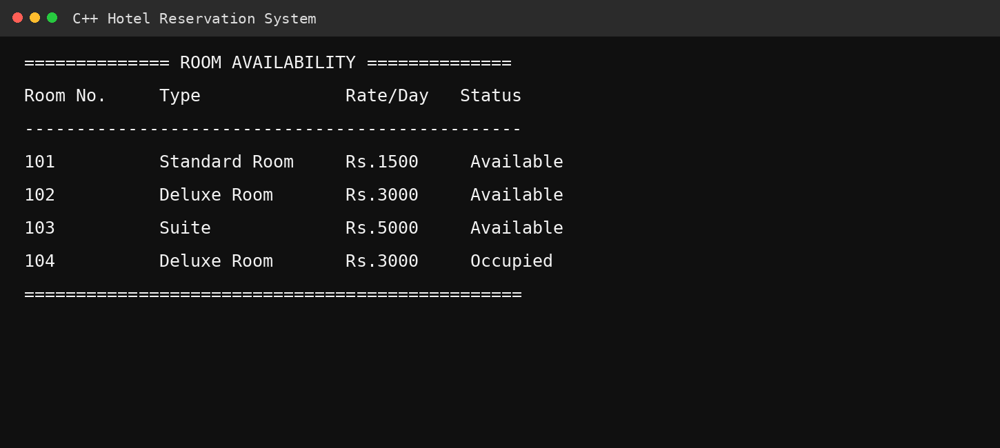 C++ Hotel Reservation System
============== ROOM AVAILABILITY ==============
Room No.     Type              Rate/Day   Status
------------------------------------------------
101          Standard Room     Rs.1500     Available
102          Deluxe Room       Rs.3000     Available
103          Suite             Rs.5000     Available
104          Deluxe Room       Rs.3000     Occupied
================================================